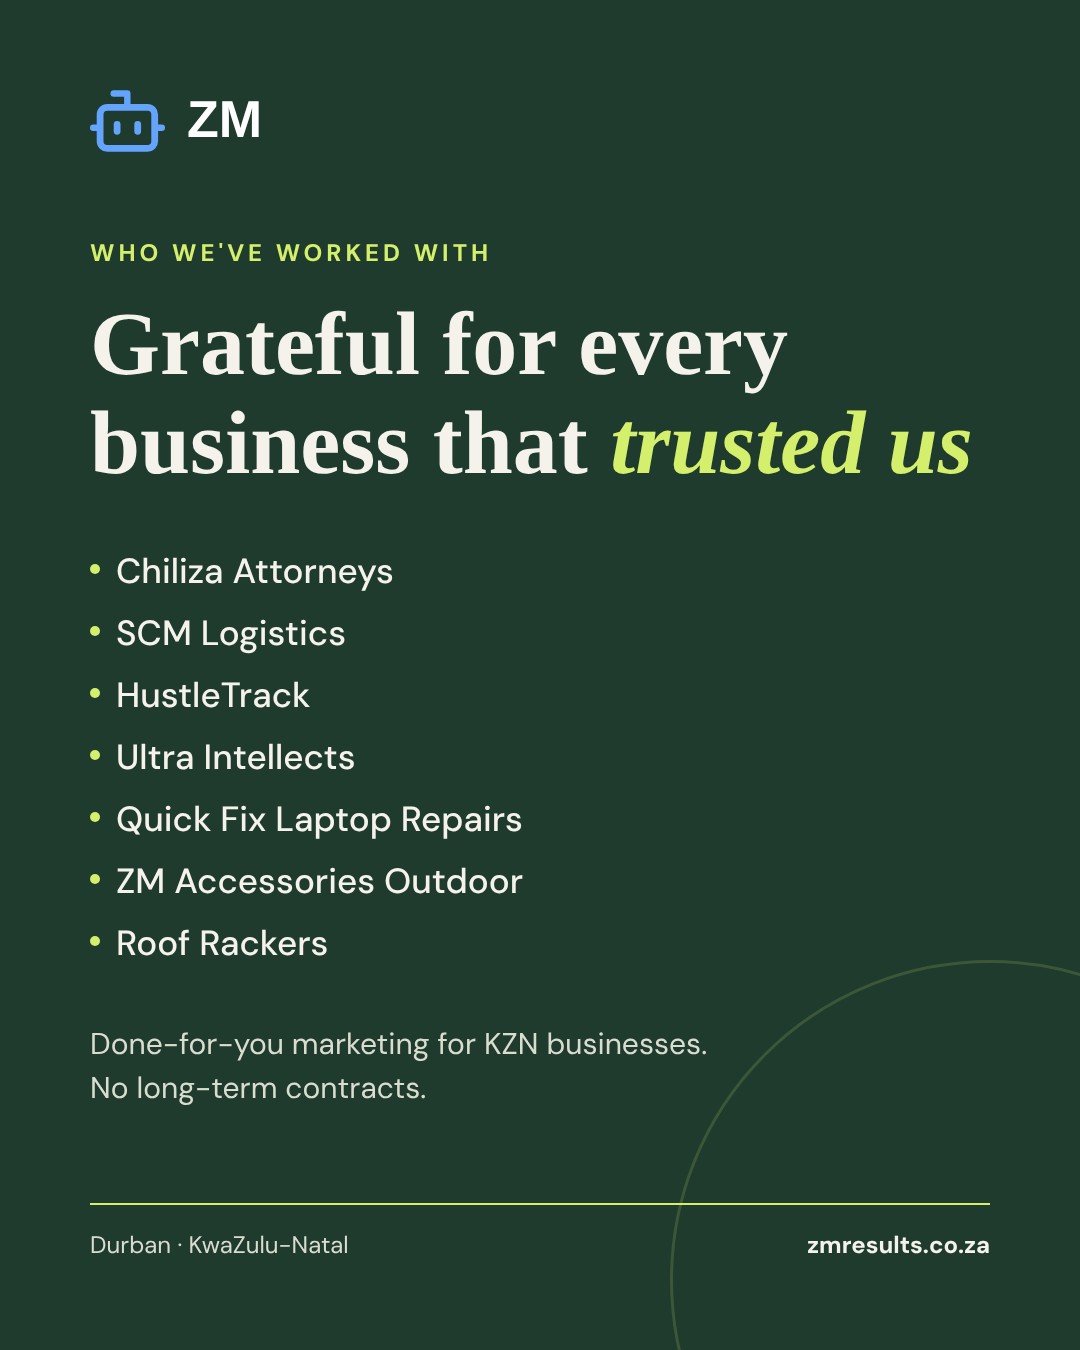 ZM
WHO WE'VE WORKED WITH
Grateful for every
business that trusted us
• Chiliza Attorneys
• SCM Logistics
• HustleTrack
• Ultra Intellects
• Quick Fix Laptop Repairs
• ZM Accessories Outdoor
• Roof Rackers
Done-for-you marketing for KZN businesses.
No long-term contracts.
Durban · KwaZulu-Natal
zmresults.co.za